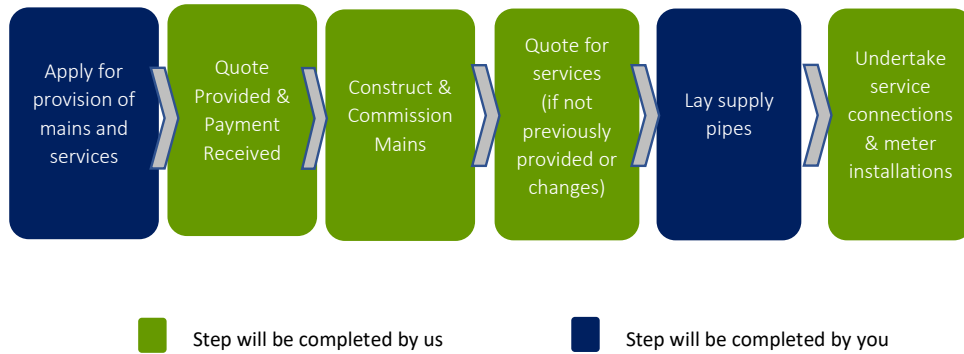 Apply for
provision of
mains and
services
Quote
Provided &
Payment
Received
Construct &
Commission
Mains
Quote for
services
(if not
previously
provided or
changes)
Lay supply
pipes
Undertake
service
connections
& meter
installations
Step will be completed by us
Step will be completed by you